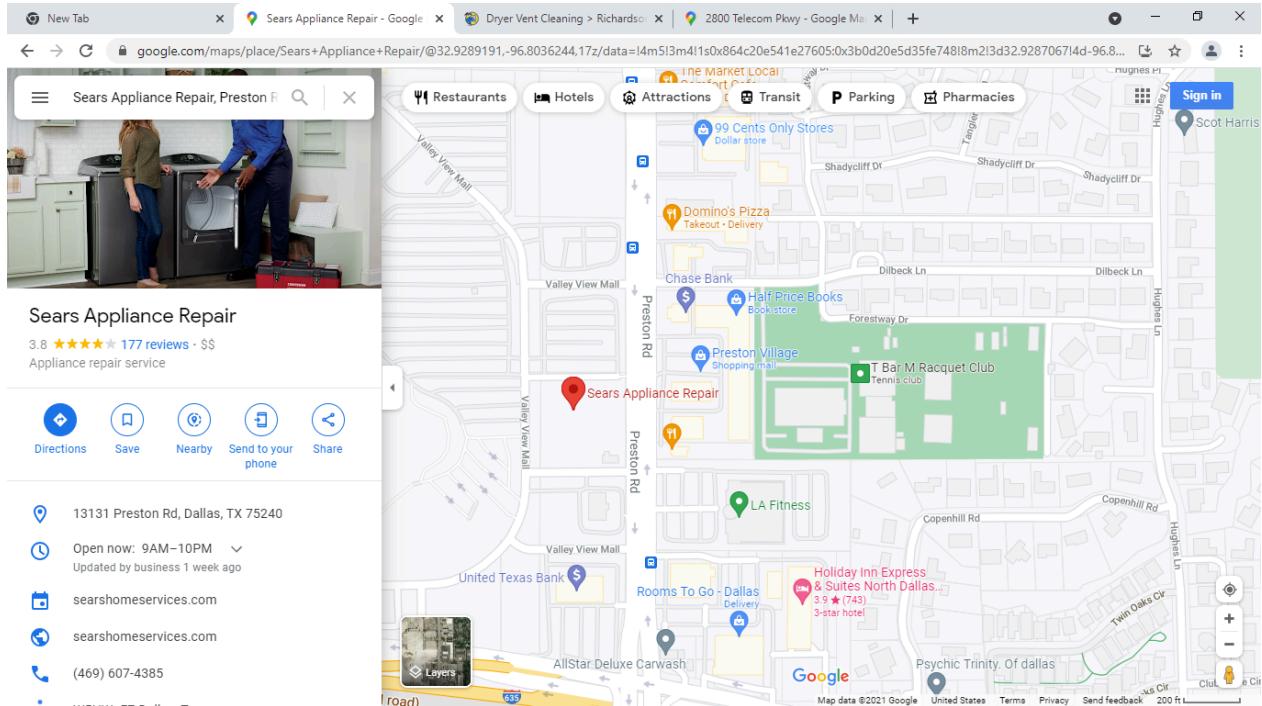 New Tab
Sears Appliance Repair - Google
Dryer Vent Cleaning > Richardso
2800 Telecom Pkwy - Google Ma
google.com/maps/place/Sears+Appliance+Repair/@32.9289191,-96.8036244,17z/data=!4m5!3m4!1s0x864c20e541e27605:0x3b0d20e5d35fe748!8m2!3d32.9287067!4d-96.8...
Sears Appliance Repair, Preston R
Restaurants
Hotels
Attractions
Transit
Parking
Pharmacies
Sign in
Sears Appliance Repair
3.8 ★★★★★ 177 reviews · $$
Appliance repair service
Directions
Save
Nearby
Send to your
phone
Share
13131 Preston Rd, Dallas, TX 75240
Open now: 9AM–10PM
Updated by business 1 week ago
searshomeservices.com
searshomeservices.com
(469) 607-4385
The Market Local
Comfort Cafe
Hughes Pl
Hughes Ln
Scot Harris
99 Cents Only Stores
Dollar store
Tangle
Valley View Mall
Shadycliff Dr
Shadycliff Dr
Shadycliff Dr
Domino's Pizza
Takeout • Delivery
Chase Bank
Dilbeck Ln
Dilbeck Ln
Valley View Mall
Half Price Books
Book store
Preston Rd
Forestway Dr
Hughes Ln
Preston Village
Shopping mall
T Bar M Racquet Club
Tennis club
Sears Appliance Repair
Valley View Mall
Preston Rd
LA Fitness
Copenhill Rd
Copenhill Rd
Hughes Ln
Valley View Mall
United Texas Bank
Rooms To Go - Dallas
Delivery
Holiday Inn Express
& Suites North Dallas...
3.9 ★ (743)
3-star hotel
Twin Oaks Cir
Layers
AllStar Deluxe Carwash
Psychic Trinity. Of dallas
635
road)
Google
Map data ©2021 Google
United States
Terms
Privacy
Send feedback
200 ft